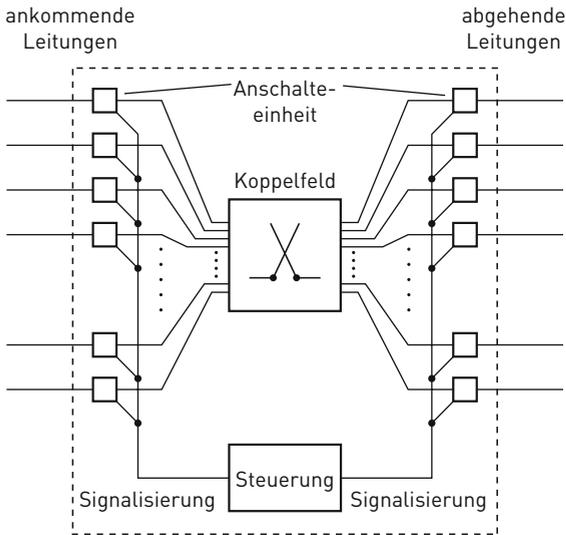 ankommende
Leitungen
abgehende
Leitungen
Anschalte-
einheit
Koppelfeld
Steuerung
Signalisierung
Signalisierung